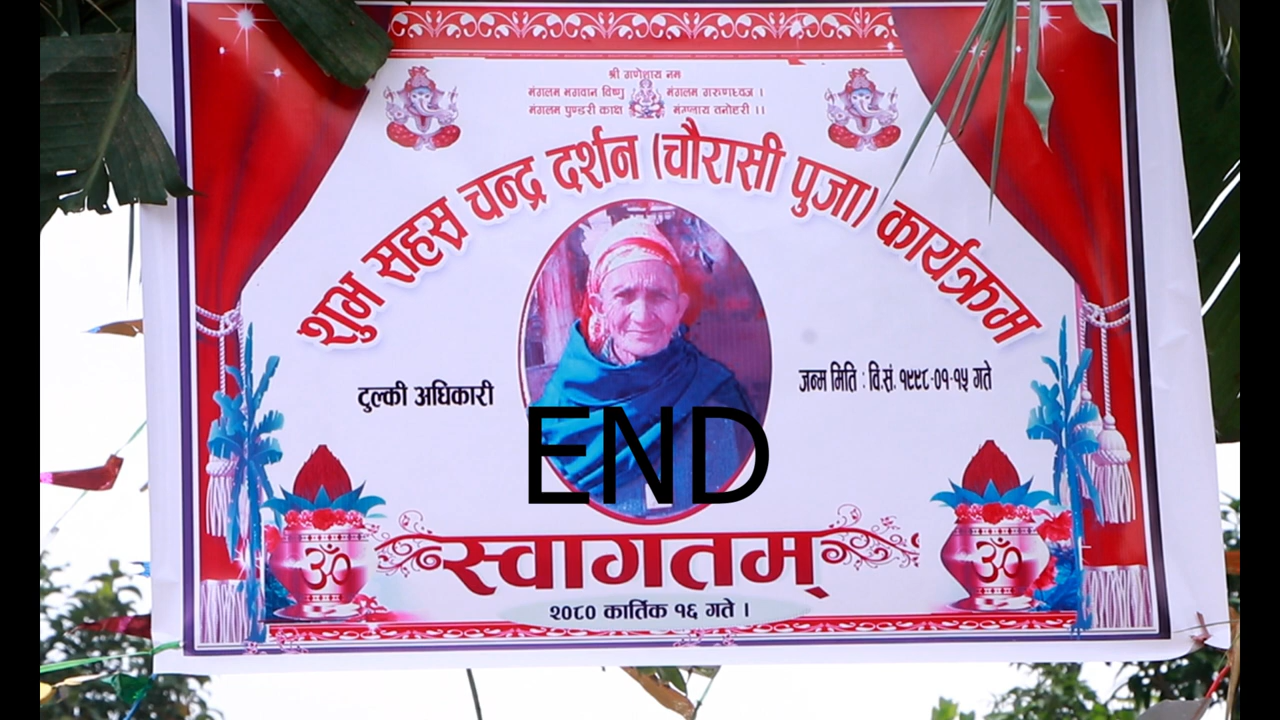 श्री गणेशाय नम
मंगलम भगवान विष्णु मंगलम गरुणध्वज ।
मंगलम पुण्डरी काक्ष मंगलाय तनोहरी ।।
शुभ सहस्र चन्द्र दर्शन (चौरासी पुजा) कार्यक्रम
टुल्की अधिकारी
जन्म मिति : वि.सं. १९९८-०१-१५ गते
END
स्वागतम्
ॐ
ॐ
२०८० कार्तिक १६ गते ।